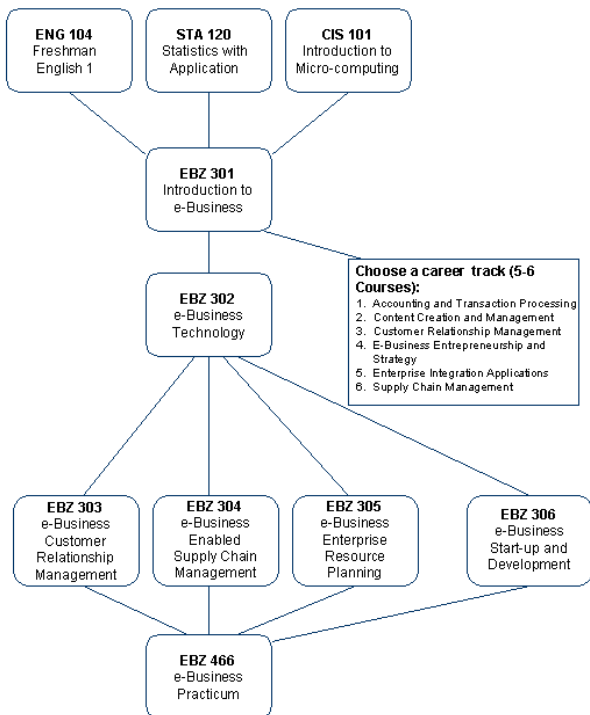 ENG 104
Freshman
English 1
STA 120
Statistics with
Application
CIS 101
Introduction to
Micro-computing
EBZ 301
Introduction to
e-Business
EBZ 302
e-Business
Technology
Choose a career track (5-6
Courses):
1. Accounting and Transaction Processing
2. Content Creation and Management
3. Customer Relationship Management
4. E-Business Entrepreneurship and
Strategy
5. Enterprise Integration Applications
6. Supply Chain Management
EBZ 303
e-Business
Customer
Relationship
Management
EBZ 304
e-Business
Enabled
Supply Chain
Management
EBZ 305
e-Business
Enterprise
Resource
Planning
EBZ 306
e-Business
Start-up and
Development
EBZ 466
e-Business
Practicum